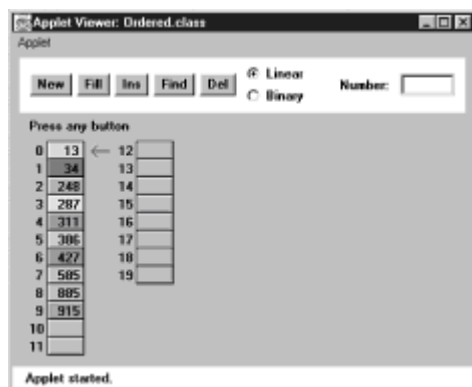 Applet Viewer: Ordered.class
Applet
New Fill Ins Find Del Linear Binary Number:
Press any button
0 13 12
1 34 13
2 248 14
3 287 15
4 311 16
5 386 17
6 427 18
7 585 19
8 885
9 915
10
11
Applet started.